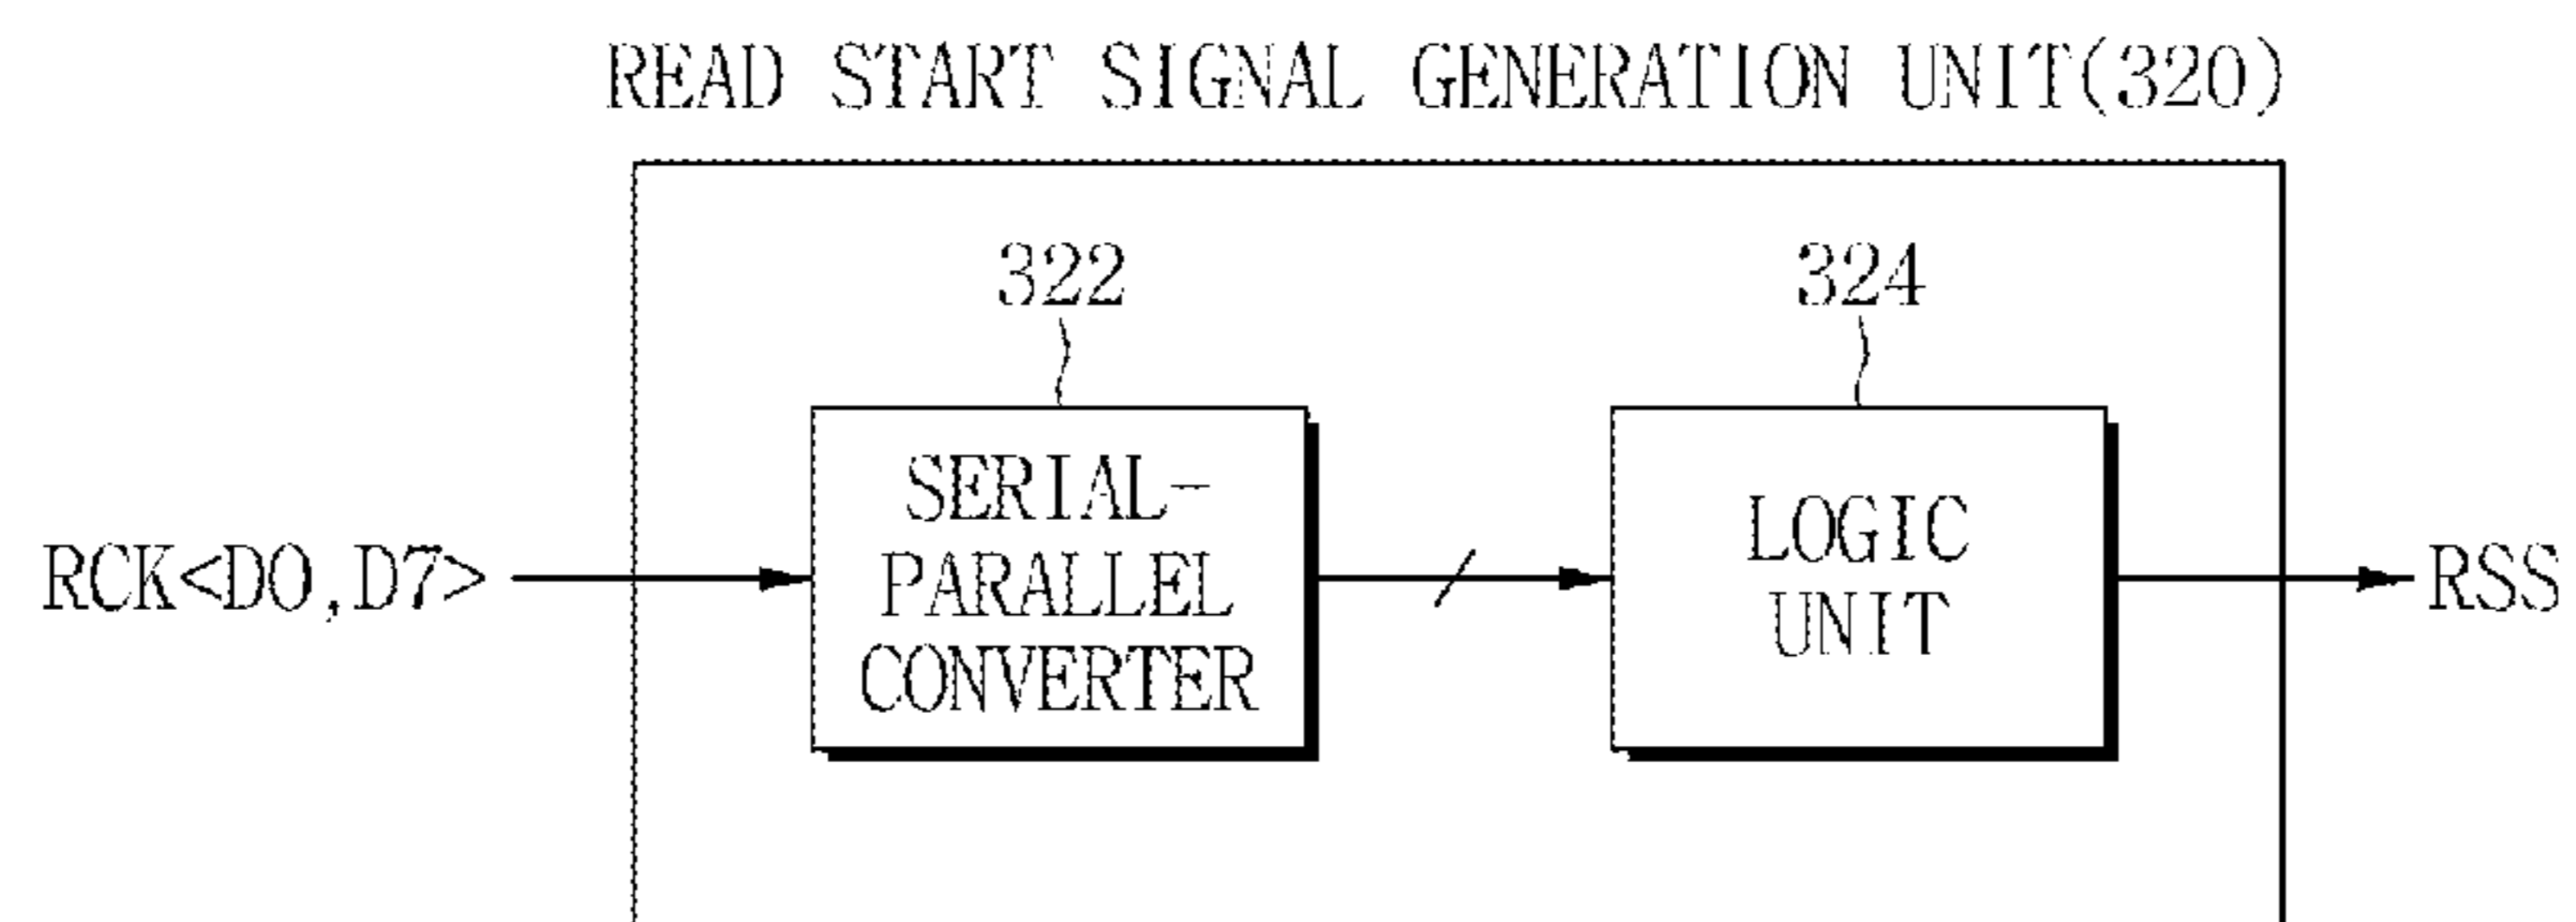 READ START SIGNAL GENERATION UNIT(320)
322
324
SERIAL-
PARALLEL
CONVERTER
LOGIC
UNIT
RCK<D0,D7>
RSS